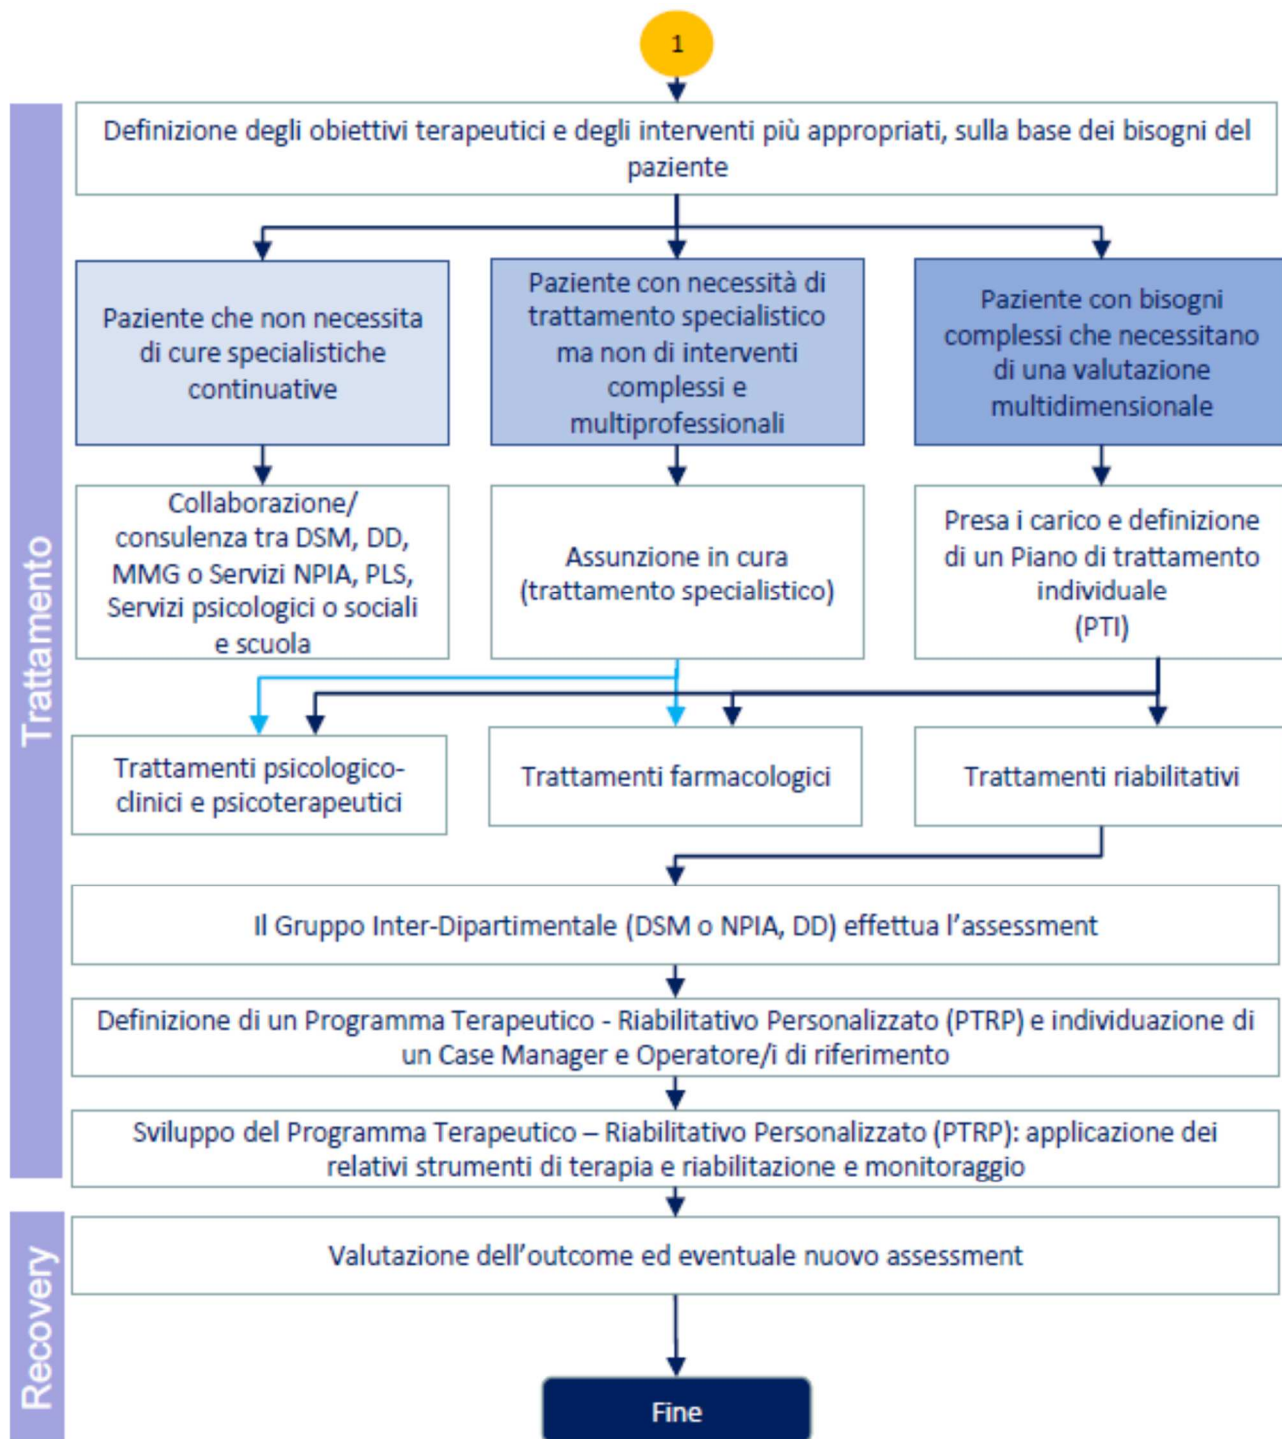 1
Trattamento
Definizione degli obiettivi terapeutici e degli interventi più appropriati, sulla base dei bisogni del
paziente
Paziente che non necessita
di cure specialistiche
continuative
Paziente con necessità di
trattamento specialistico
ma non di interventi
complessi e
multiprofessionali
Paziente con bisogni
complessi che necessitano
di una valutazione
multidimensionale
Collaborazione/
consulenza tra DSM, DD,
MMG o Servizi NPIA, PLS,
Servizi psicologici o sociali
e scuola
Assunzione in cura
(trattamento specialistico)
Presa i carico e definizione
di un Piano di trattamento
individuale
(PTI)
Trattamenti psicologico-
clinici e psicoterapeutici
Trattamenti farmacologici
Trattamenti riabilitativi
Il Gruppo Inter-Dipartimentale (DSM o NPIA, DD) effettua l'assessment
Definizione di un Programma Terapeutico - Riabilitativo Personalizzato (PTRP) e individuazione di
un Case Manager e Operatore/i di riferimento
Sviluppo del Programma Terapeutico – Riabilitativo Personalizzato (PTRP): applicazione dei
relativi strumenti di terapia e riabilitazione e monitoraggio
Recovery
Valutazione dell'outcome ed eventuale nuovo assessment
Fine